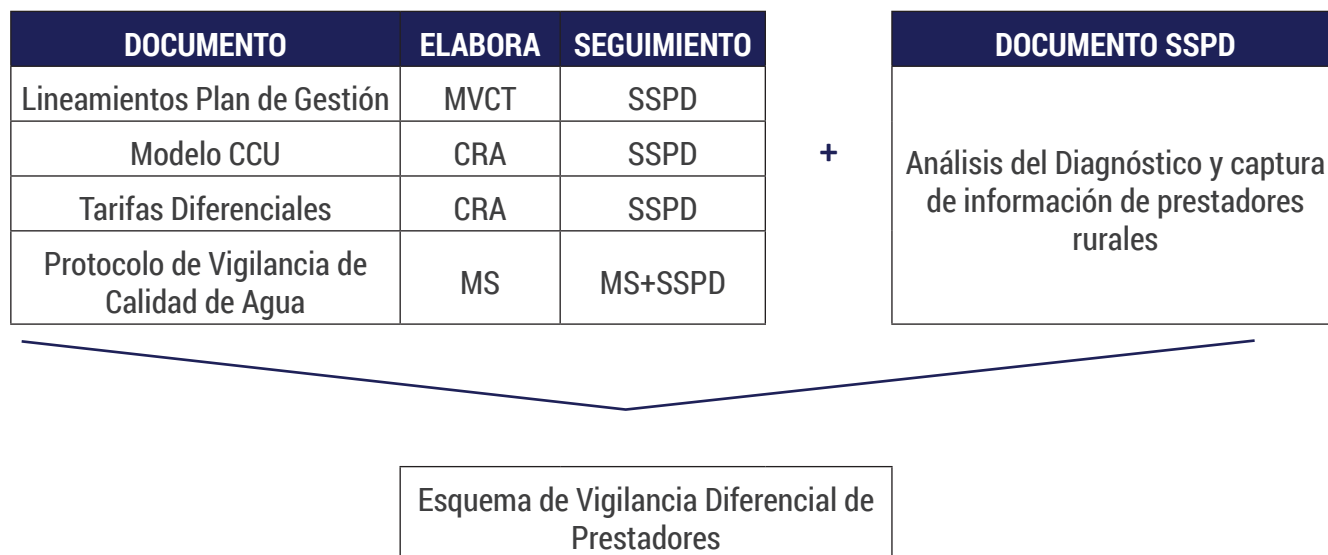 DOCUMENTO ELABORA SEGUIMIENTO
Lineamientos Plan de Gestión MVCT SSPD
Modelo CCU CRA SSPD
Tarifas Diferenciales CRA SSPD
Protocolo de Vigilancia de
Calidad de Agua MS MS+SSPD
+
DOCUMENTO SSPD
Análisis del Diagnóstico y captura
de información de prestadores
rurales
Esquema de Vigilancia Diferencial de
Prestadores